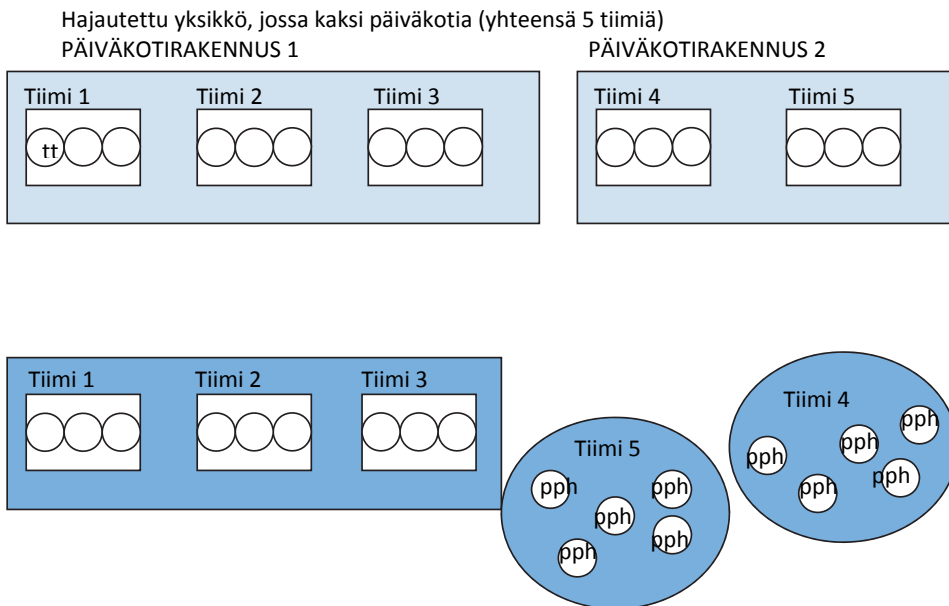 Hajautettu yksikkö, jossa kaksi päiväkotia (yhteensä 5 tiimiä)
PÄIVÄKOTIRAKENNUS 1 PÄIVÄKOTIRAKENNUS 2
Tiimi 1 Tiimi 2 Tiimi 3 Tiimi 4 Tiimi 5
tt
Tiimi 1 Tiimi 2 Tiimi 3
Tiimi 4
pph
pph
pph
pph
pph
Tiimi 5
pph
pph
pph
pph
pph